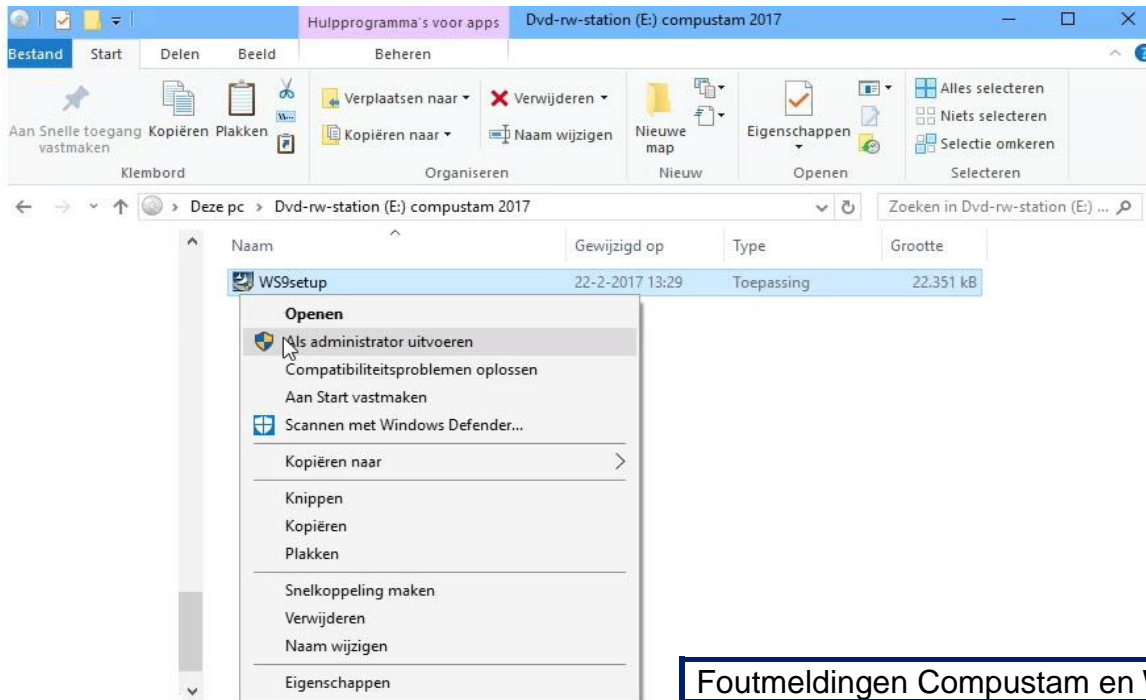 Hulpprogramma's voor apps
Dvd-rw-station (E:) compustam 2017
Bestand Start Delen Beeld Beheren
Aan Snelle toegang vastmaken
Kopiëren
Plakken
Verplaatsen naar
Kopiëren naar
Verwijderen
Naam wijzigen
Nieuwe map
Eigenschappen
Alles selecteren
Niets selecteren
Selectie omkeren
Klembord Organiseren Nieuw Openen Selecteren
Deze pc > Dvd-rw-station (E:) compustam 2017
Zoeken in Dvd-rw-station (E:) ...
Naam Gewijzigd op Type Grootte
WS9setup 22-2-2017 13:29 Toepassing 22.351 kB
Openen
Als administrator uitvoeren
Compatibiliteitsproblemen oplossen
Aan Start vastmaken
Scannen met Windows Defender...
Kopiëren naar
Knippen
Kopiëren
Plakken
Snelkoppeling maken
Verwijderen
Naam wijzigen
Eigenschappen
Foutmeldingen Compustam en